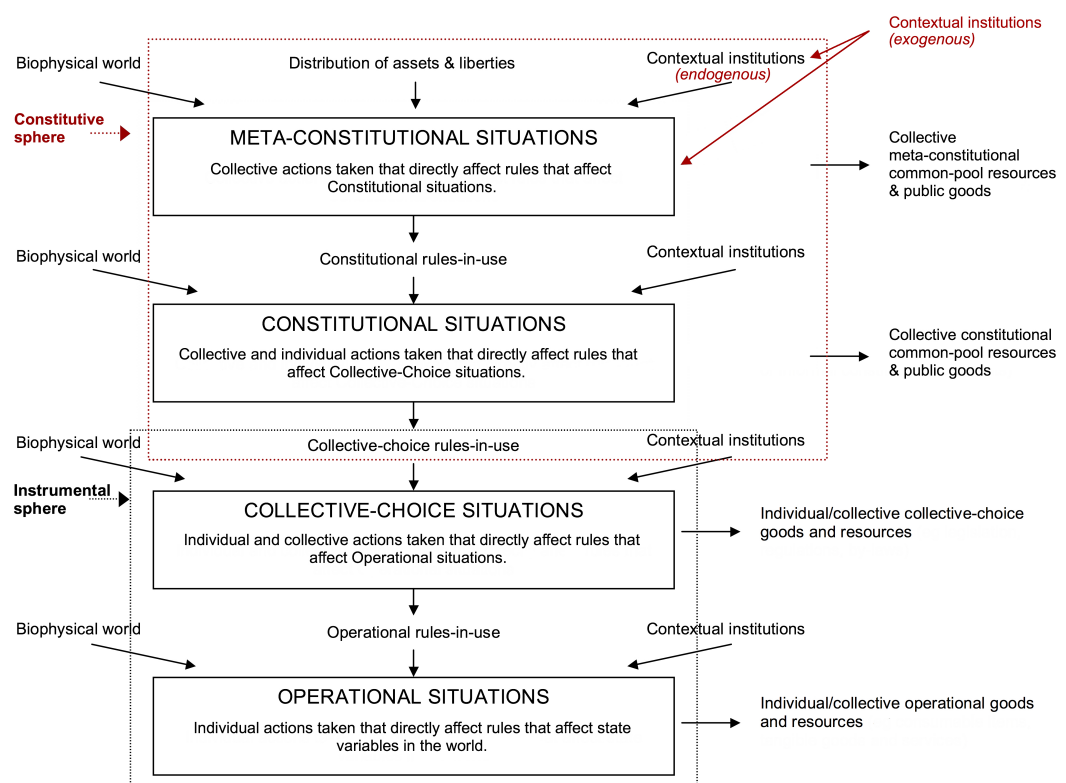 Contextual institutions
(exogenous)
Biophysical world
Distribution of assets & liberties
Contextual institutions
(endogenous)
Constitutive
sphere
META-CONSTITUTIONAL SITUATIONS
Collective actions taken that directly affect rules that affect
Constitutional situations.
Collective
meta-constitutional
common-pool resources
& public goods
Biophysical world
Constitutional rules-in-use
Contextual institutions
CONSTITUTIONAL SITUATIONS
Collective and individual actions taken that directly affect rules that
affect Collective-Choice situations.
Collective constitutional
common-pool resources
& public goods
Biophysical world
Collective-choice rules-in-use
Contextual institutions
Instrumental
sphere
COLLECTIVE-CHOICE SITUATIONS
Individual and collective actions taken that directly affect rules that
affect Operational situations.
Individual/collective collective-choice
goods and resources
Biophysical world
Operational rules-in-use
Contextual institutions
OPERATIONAL SITUATIONS
Individual actions taken that directly affect rules that affect state
variables in the world.
Individual/collective operational goods
and resources